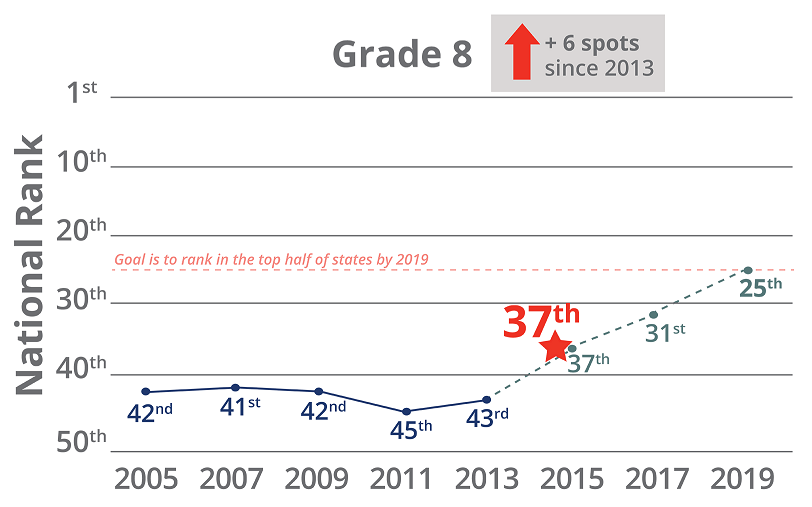 Grade 8
+ 6 spots
since 2013
National Rank
1st
10th
20th
Goal is to rank in the top half of states by 2019
30th
40th
50th
37th
25th
31st
37th
42nd
41st
42nd
45th
43rd
2005 2007 2009 2011 2013 2015 2017 2019